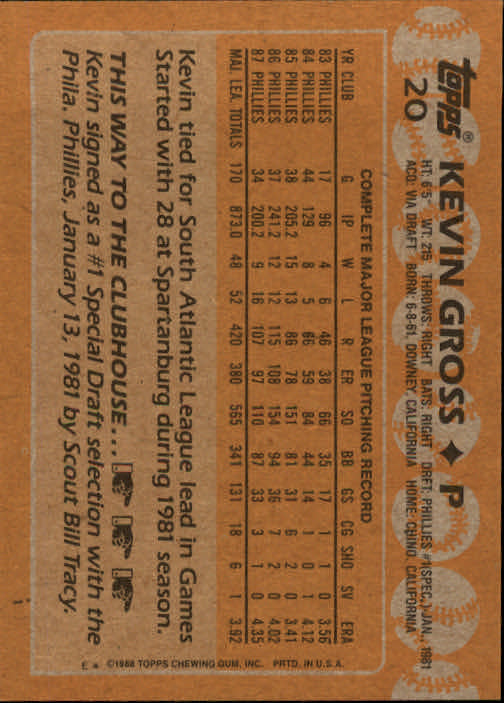 topps® KEVIN GROSS ♦ P
20 HT: 6'5" WT: 215 THROWS: RIGHT BATS: RIGHT DRFT: PHILLIES #1(SPEC.)-JAN., 1981
ACQ: VIA DRAFT BORN: 6-8-61, DOWNEY, CALIFORNIA HOME: CHINO, CALIFORNIA
COMPLETE MAJOR LEAGUE PITCHING RECORD
YR CLUB G IP W L R ER SO BB GS CG SHO SV ERA
83 PHILLIES 17 96 4 6 46 38 66 35 17 1 1 0 3.56
84 PHILLIES 44 129 8 5 66 59 84 44 14 1 0 1 4.12
85 PHILLIES 38 205.2 15 13 86 78 151 81 31 6 2 0 3.41
86 PHILLIES 37 241.2 12 12 115 108 154 94 36 7 2 0 4.02
87 PHILLIES 34 200.2 9 16 107 97 110 87 33 3 1 0 4.35
MAJ. LEA. TOTALS 170 873.0 48 52 420 380 565 341 131 18 6 1 3.92
Kevin tied for South Atlantic League lead in Games
Started with 28 at Spartanburg during 1981 season.
THIS WAY TO THE CLUBHOUSE...
Kevin signed as a #1 Special Draft selection with the
Phila. Phillies, January 13, 1981 by Scout Bill Tracy.
E * ©1988 TOPPS CHEWING GUM, INC. PRTD. IN U.S.A.